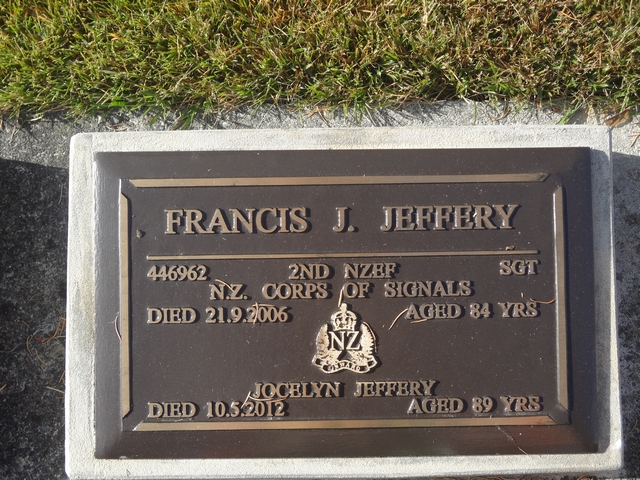 FRANCIS J. JEFFERY
446962 2ND NZEF SGT
N.Z. CORPS OF SIGNALS
DIED 21.9.2006 AGED 84 YRS
NZ
ONWARD
JOCELYN JEFFERY
DIED 10.5.2012 AGED 89 YRS